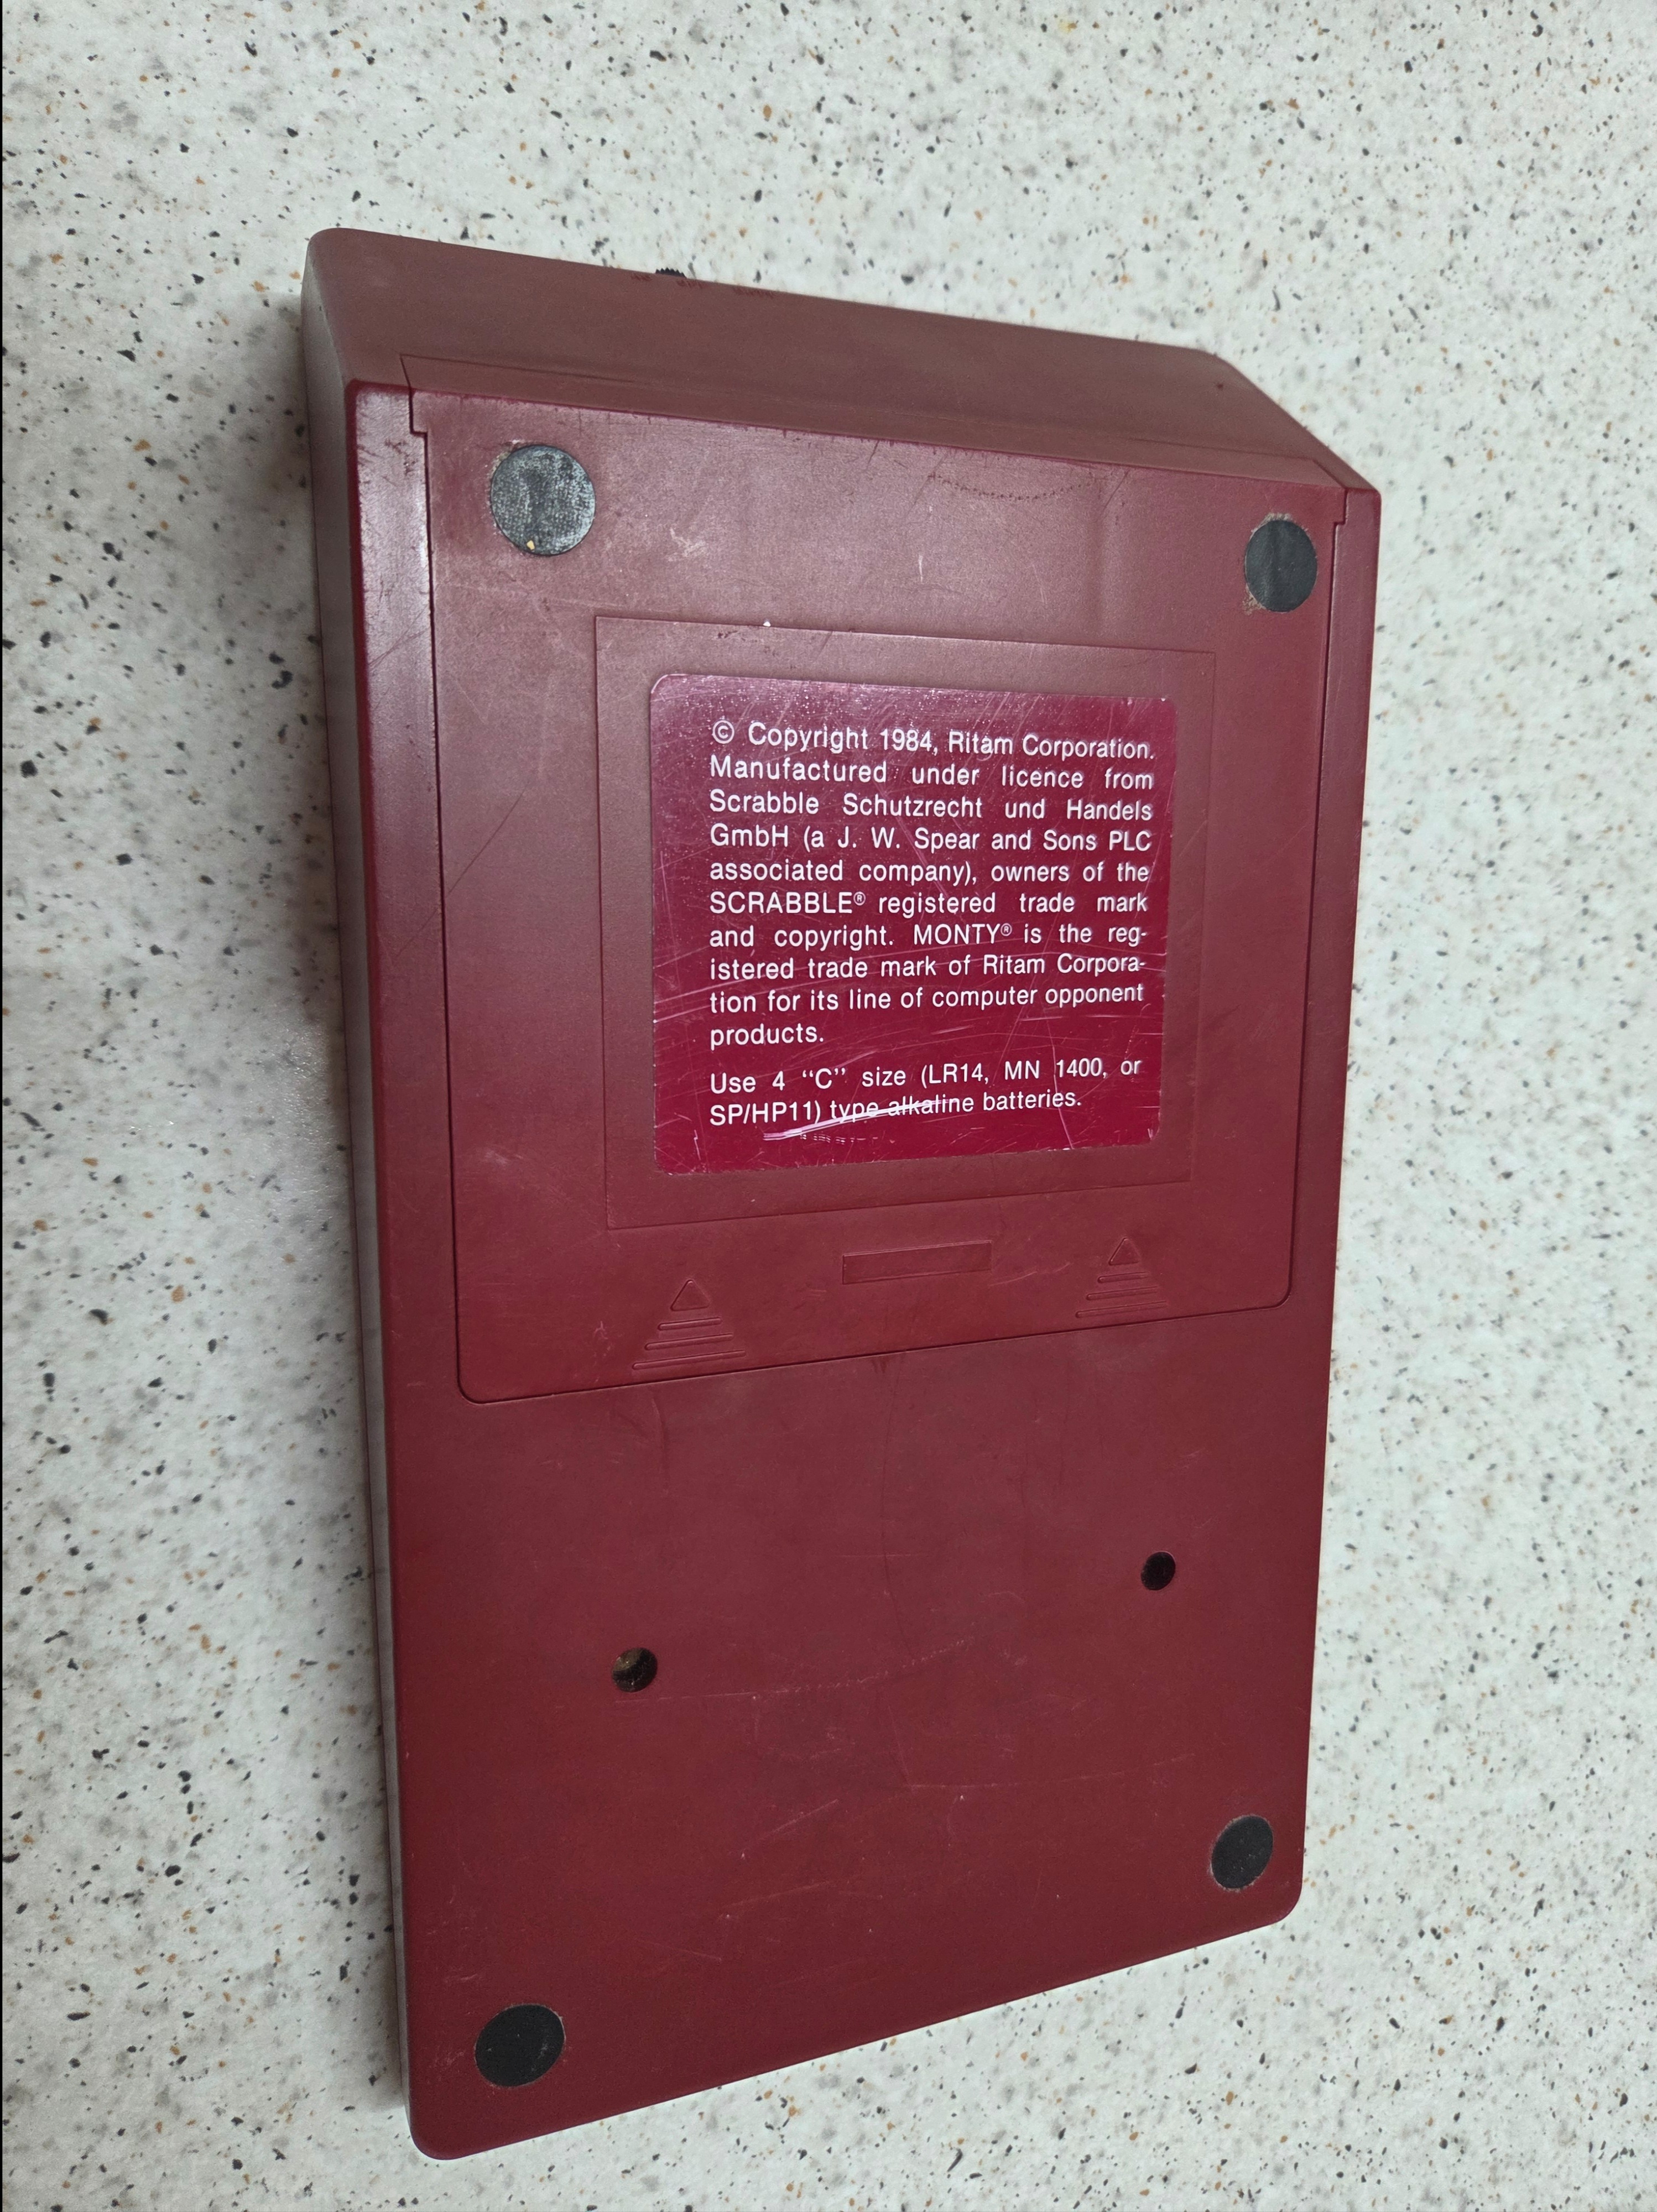 © Copyright 1984, Ritam Corporation.
Manufactured under licence from
Scrabble Schutzrecht und Handels
GmbH (a J. W. Spear and Sons PLC
associated company), owners of the
SCRABBLE® registered trade mark
and copyright. MONTY® is the reg-
istered trade mark of Ritam Corpora-
tion for its line of computer opponent
products.
Use 4 “C” size (LR14, MN 1400, or
SP/HP11) type alkaline batteries.